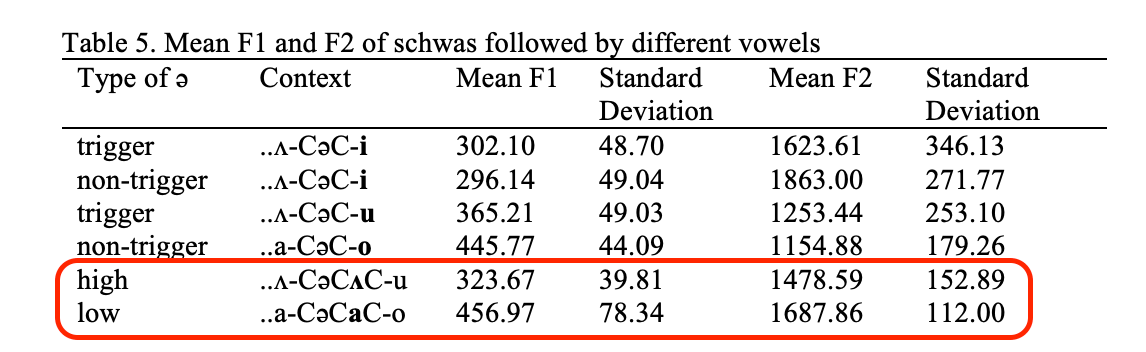 Table 5. Mean F1 and F2 of schwas followed by different vowels
Type of ə Context Mean F1 Standard Deviation Mean F2 Standard Deviation
trigger ..ʌ-CəC-i 302.10 48.70 1623.61 346.13
non-trigger ..ʌ-CəC-i 296.14 49.04 1863.00 271.77
trigger ..ʌ-CəC-u 365.21 49.03 1253.44 253.10
non-trigger ..a-CəC-o 445.77 44.09 1154.88 179.26
high ..ʌ-CəCʌC-u 323.67 39.81 1478.59 152.89
low ..a-CəCaC-o 456.97 78.34 1687.86 112.00